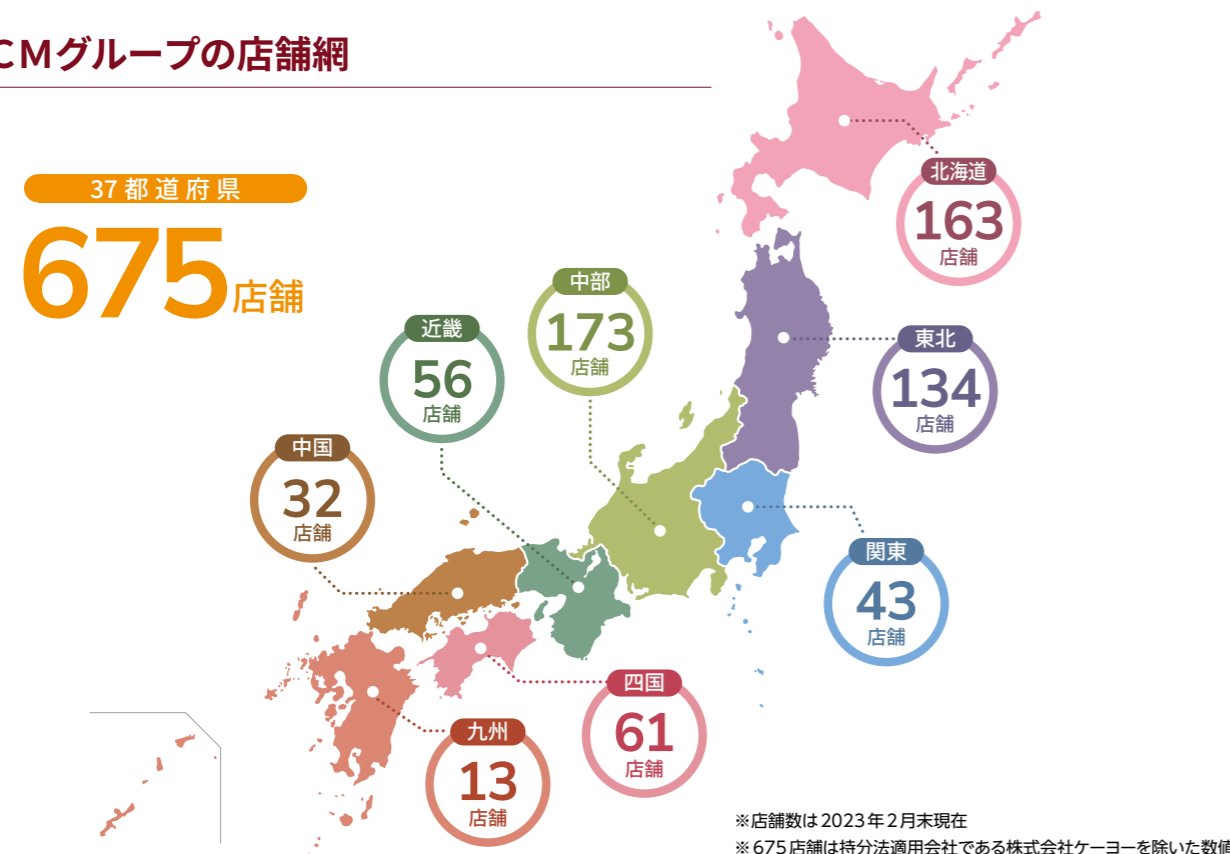 CMグループの店舗網
37都道府県
675店舗
北海道
163
店舗
東北
134
店舗
中部
173
店舗
近畿
56
店舗
中国
32
店舗
関東
43
店舗
四国
61
店舗
九州
13
店舗
※店舗数は2023年2月末現在
※675店舗は持分法適用会社である株式会社ケーヨーを除いた数値